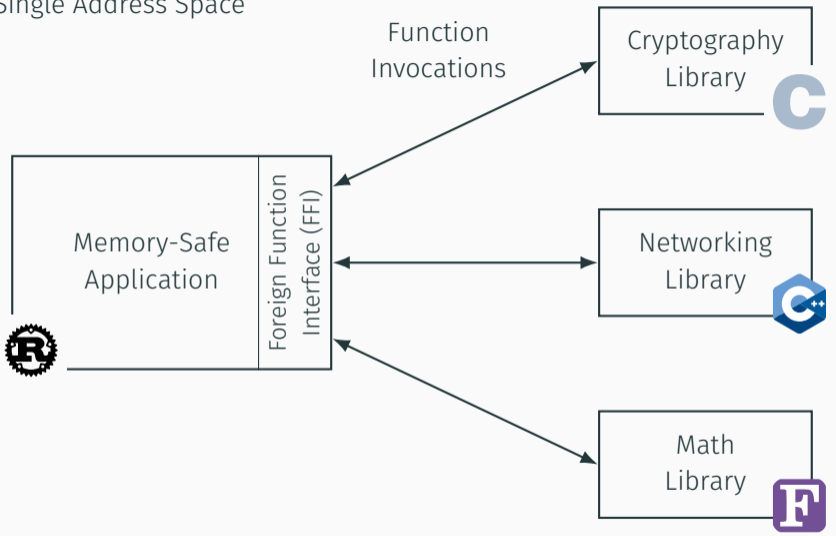 Single Address Space
Function
Invocations
Cryptography
Library
C
Memory-Safe
Application
Foreign Function
Interface (FFI)
R
Networking
Library
C++
Math
Library
F